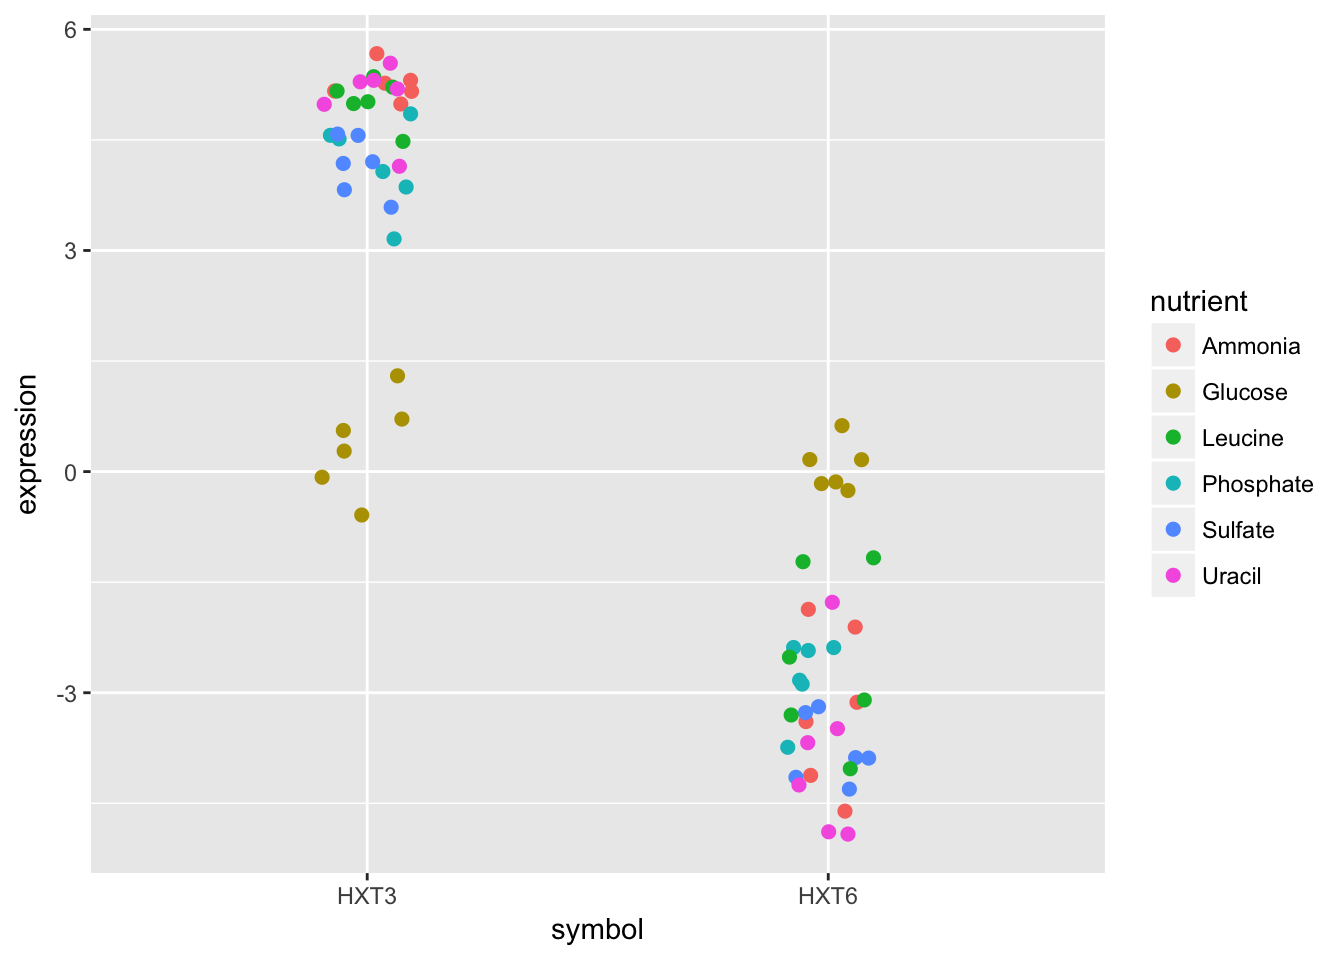 6
3
0
-3
expression
HXT3
HXT6
symbol
nutrient
Ammonia
Glucose
Leucine
Phosphate
Sulfate
Uracil